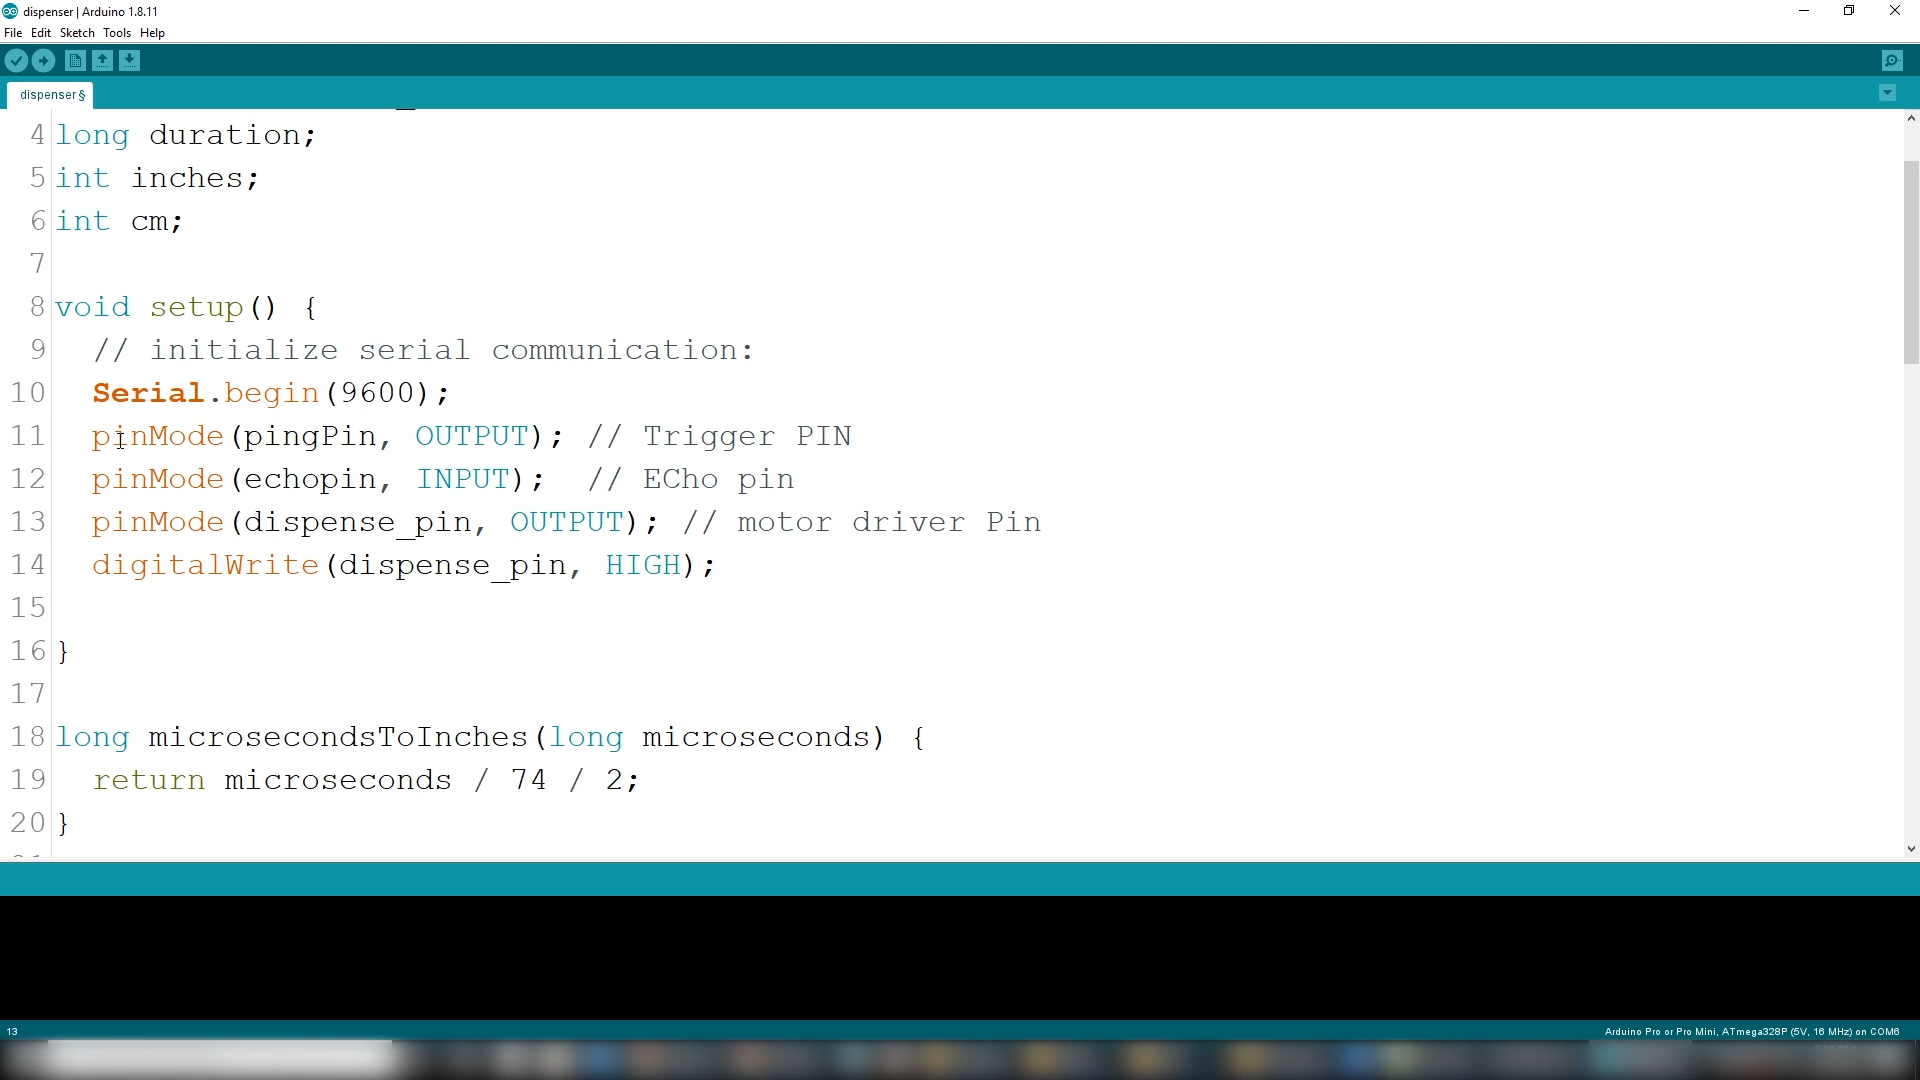 dispenser | Arduino 1.8.11
File Edit Sketch Tools Help
dispenser §
4 long duration;
5 int inches;
6 int cm;
7
8 void setup() {
9 // initialize serial communication:
10 Serial.begin(9600);
11 pinMode(pingPin, OUTPUT); // Trigger PIN
12 pinMode(echopin, INPUT); // ECho pin
13 pinMode(dispense_pin, OUTPUT); // motor driver Pin
14 digitalWrite(dispense_pin, HIGH);
15
16 }
17
18 long microsecondsToInches(long microseconds) {
19 return microseconds / 74 / 2;
20 }
13 Arduino Pro or Pro Mini, ATmega328P (5V, 16 MHz) on COM6